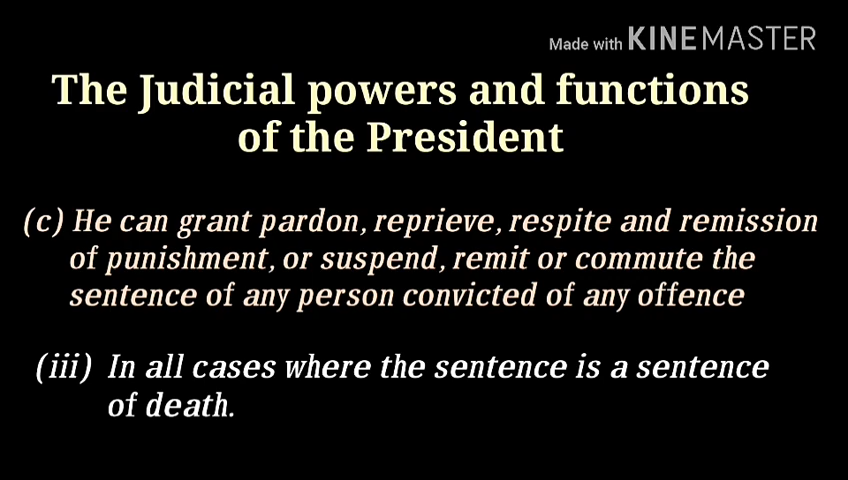 Made with KINEMASTER
The Judicial powers and functions
of the President
(c) He can grant pardon, reprieve, respite and remission
of punishment, or suspend, remit or commute the
sentence of any person convicted of any offence
(iii) In all cases where the sentence is a sentence
of death.